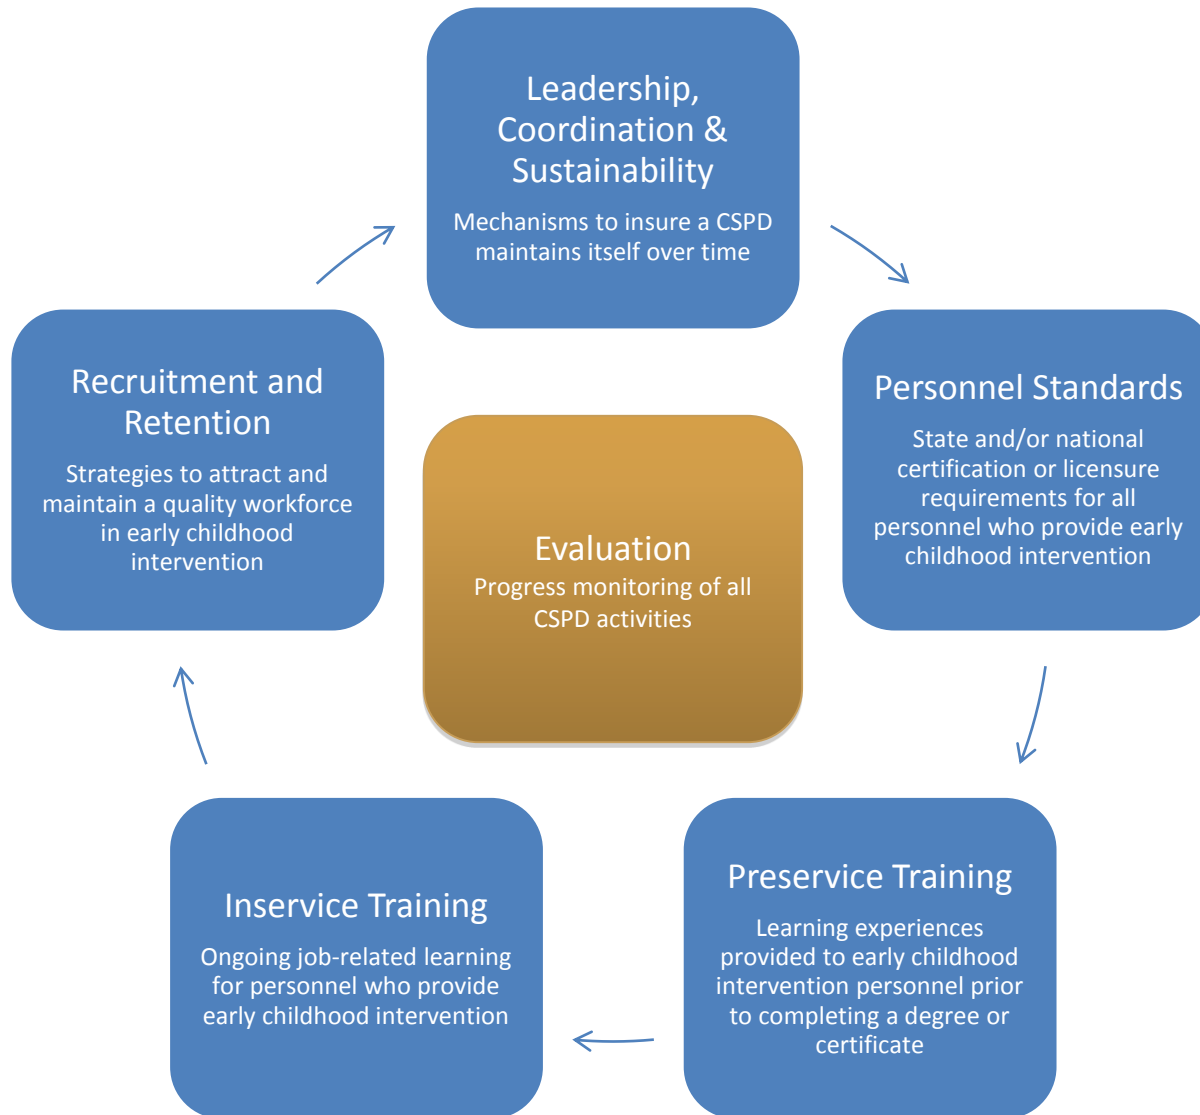 Leadership,
Coordination &
Sustainability
Mechanisms to insure a CSPD
maintains itself over time
Personnel Standards
State and/or national
certification or licensure
requirements for all
personnel who provide early
childhood intervention
Preservice Training
Learning experiences
provided to early childhood
intervention personnel prior
to completing a degree or
certificate
Inservice Training
Ongoing job-related learning
for personnel who provide
early childhood intervention
Recruitment and
Retention
Strategies to attract and
maintain a quality workforce
in early childhood
intervention
Evaluation
Progress monitoring of all
CSPD activities